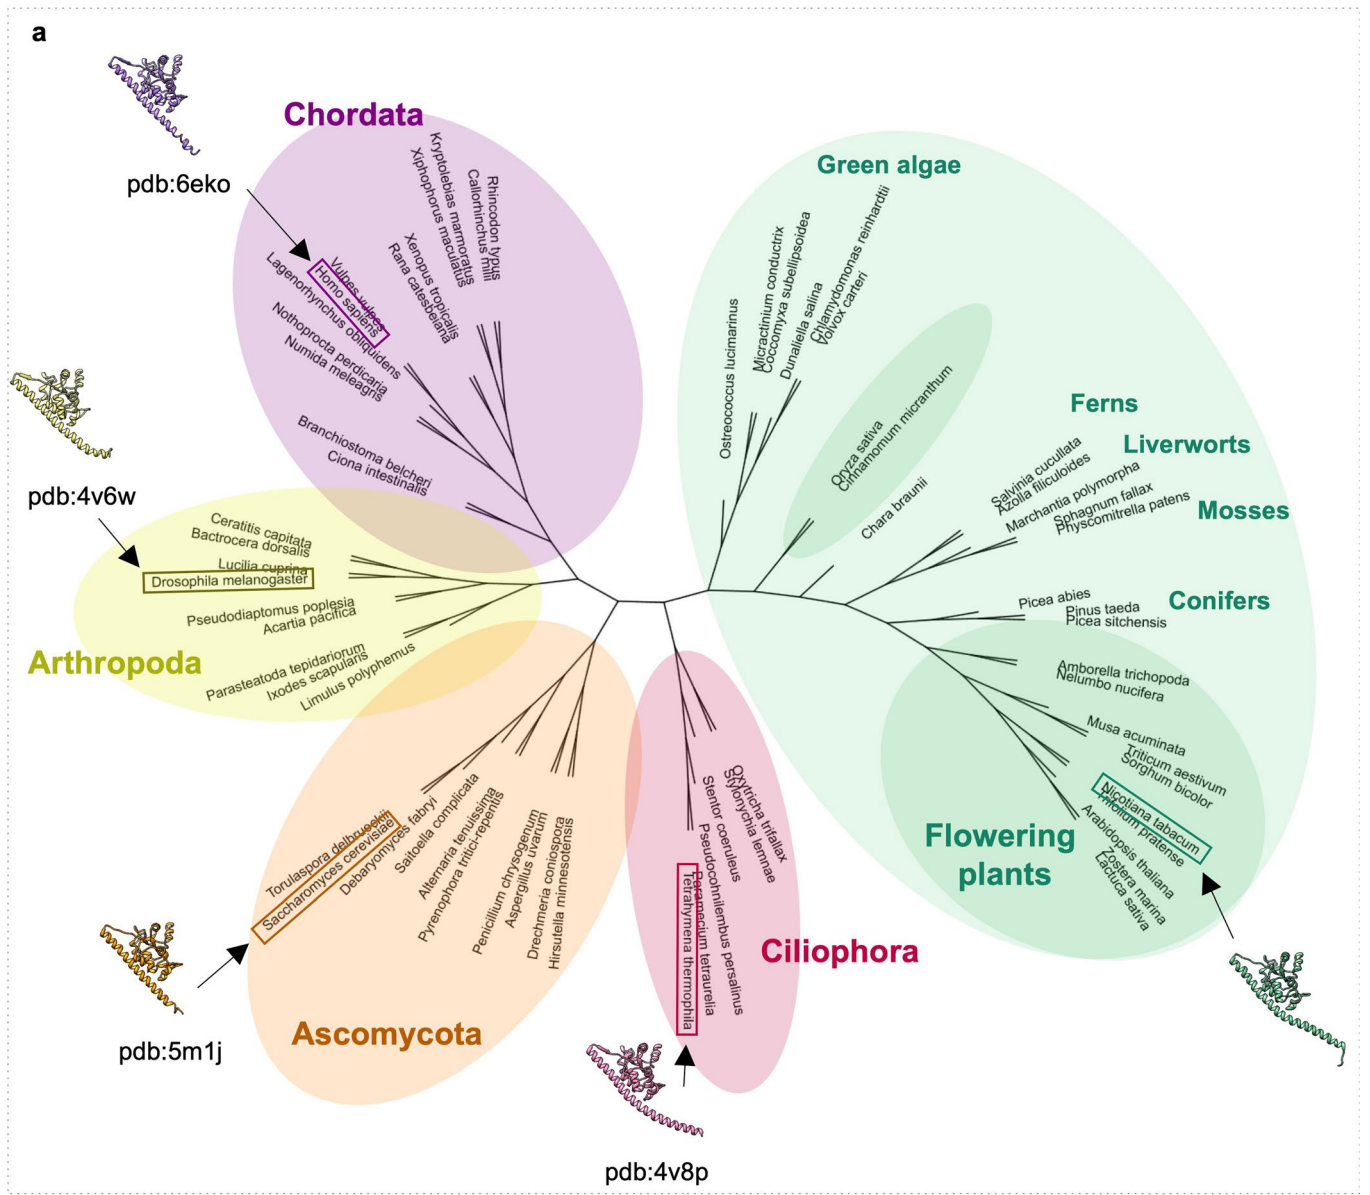 a
Chordata
pdb:6eko
Kryptolebias marmoratus
Xiphophorus maculatus
Rhincodon typus
Callorhinchus milii
Xenopus tropicalis
Rana catesbeiana
Vulpes vulpes
Homo sapiens
Lagenorhynchus obliquidens
Nothoprocta perdicaria
Numida meleagris
Branchiostoma belcheri
Ciona intestinalis
pdb:4v6w
Ceratitis capitata
Bactrocera dorsalis
Lucilia cuprina
Drosophila melanogaster
Pseudodiaptomus poplesia
Acartia pacifica
Arthropoda
Parasteatoda tepidariorum
Ixodes scapularis
Limulus polyphemus
Green algae
Ostreococcus lucimarinus
Micractinium conductrix
Coccomyxa subellipsoidea
Dunaliella salina
Chlamydomonas reinhardtii
Volvox carteri
Oryza sativa
Cinnamomum micranthum
Chara braunii
Ferns
Liverworts
Salvinia cucullata
Azolla filiculoides
Marchantia polymorpha
Sphagnum fallax
Physcomitrella patens
Mosses
Picea abies
Pinus taeda
Picea sitchensis
Conifers
Amborella trichopoda
Nelumbo nucifera
Musa acuminata
Triticum aestivum
Sorghum bicolor
Nicotiana tabacum
Trifolium pratense
Arabidopsis thaliana
Zostera marina
Lactuca sativa
Flowering
plants
Torulaspora delbrueckii
Saccharomyces cerevisiae
Debaryomyces fabryi
Saitoella complicata
Alternaria tenuissima
Pyrenophora tritici-repentis
Penicillium chrysogenum
Aspergillus uvarum
Drechmeria coniospora
Hirsutella minnesotensis
Ascomycota
pdb:5m1j
Oxytricha trifallax
Stylonychia lemnae
Stentor coeruleus
Pseudocohnilembus persalinus
Paramecium tetraurelia
Tetrahymena thermophila
Ciliophora
pdb:4v8p